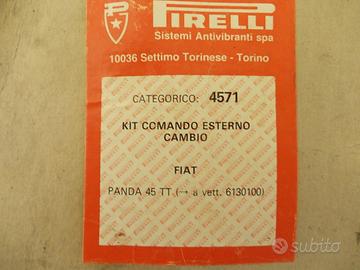 P
PIRELLI
Sistemi Antivibranti spa
10036 Settimo Torinese - Torino
CATEGORICO: 4571
KIT COMANDO ESTERNO
CAMBIO
FIAT
PANDA 45 TT (→ a vett. 6130100)
subito